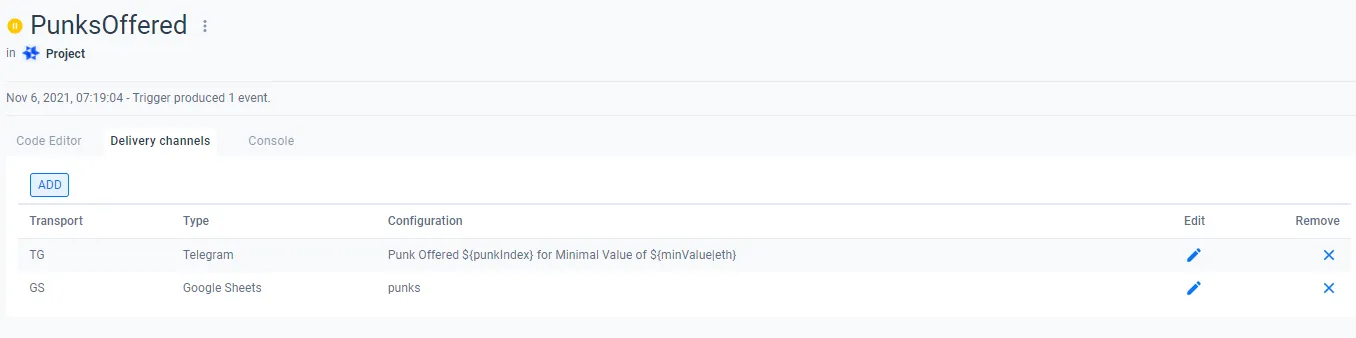 PunksOffered
in Project
Nov 6, 2021, 07:19:04 - Trigger produced 1 event.
Code Editor Delivery channels Console
ADD
Transport Type Configuration Edit Remove
TG Telegram Punk Offered ${punkIndex} for Minimal Value of ${minValue|eth}
GS Google Sheets punks